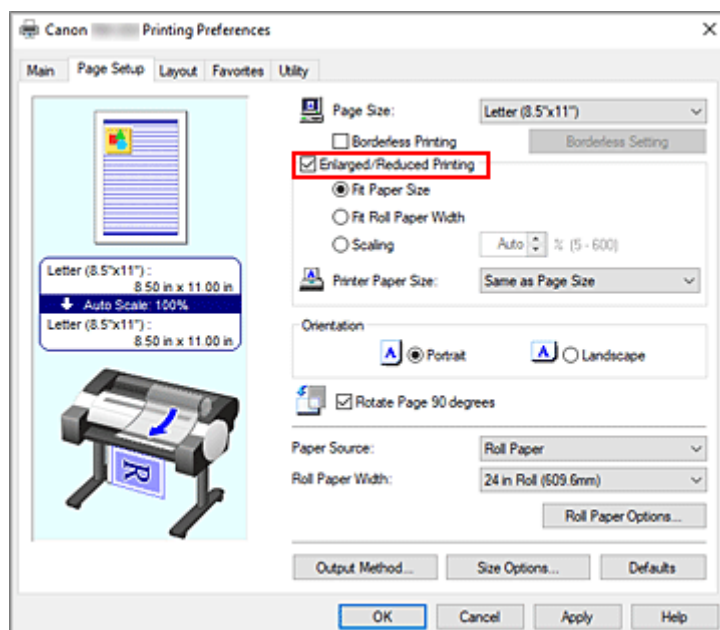 Canon Printing Preferences
Main Page Setup Layout Favorites Utility
Page Size: Letter (8.5"x11")
Borderless Printing Borderless Setting
Enlarged/Reduced Printing
Fit Paper Size
Fit Roll Paper Width
Scaling Auto % (5 - 600)
Printer Paper Size: Same as Page Size
Letter (8.5"x11") :
8.50 in x 11.00 in
Auto Scale: 100%
Letter (8.5"x11") :
8.50 in x 11.00 in
Orientation
A Portrait A Landscape
Rotate Page 90 degrees
R
Paper Source: Roll Paper
Roll Paper Width: 24 in Roll (609.6mm)
Roll Paper Options...
Output Method... Size Options... Defaults
OK Cancel Apply Help